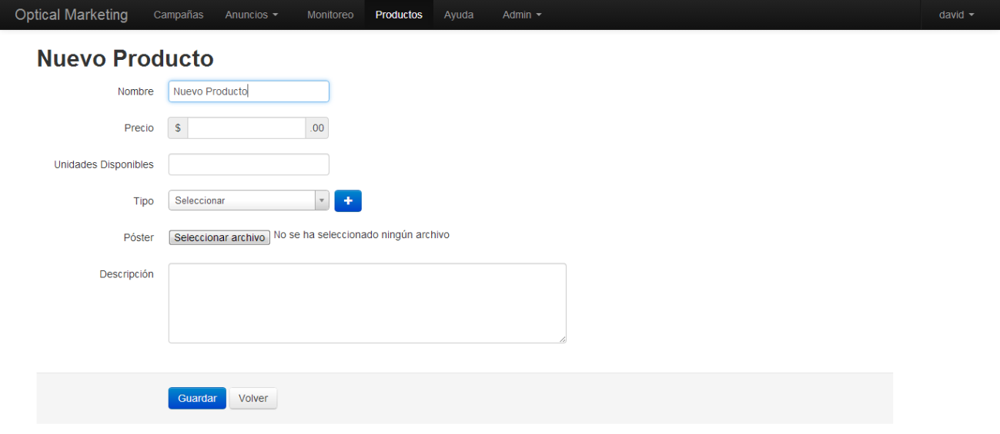 Optical Marketing Campañas Anuncios Monitoreo Productos Ayuda Admin david
Nuevo Producto
Nombre Nuevo Producto
Precio $ .00
Unidades Disponibles
Tipo Seleccionar +
Póster Seleccionar archivo No se ha seleccionado ningún archivo
Descripción
Guardar Volver